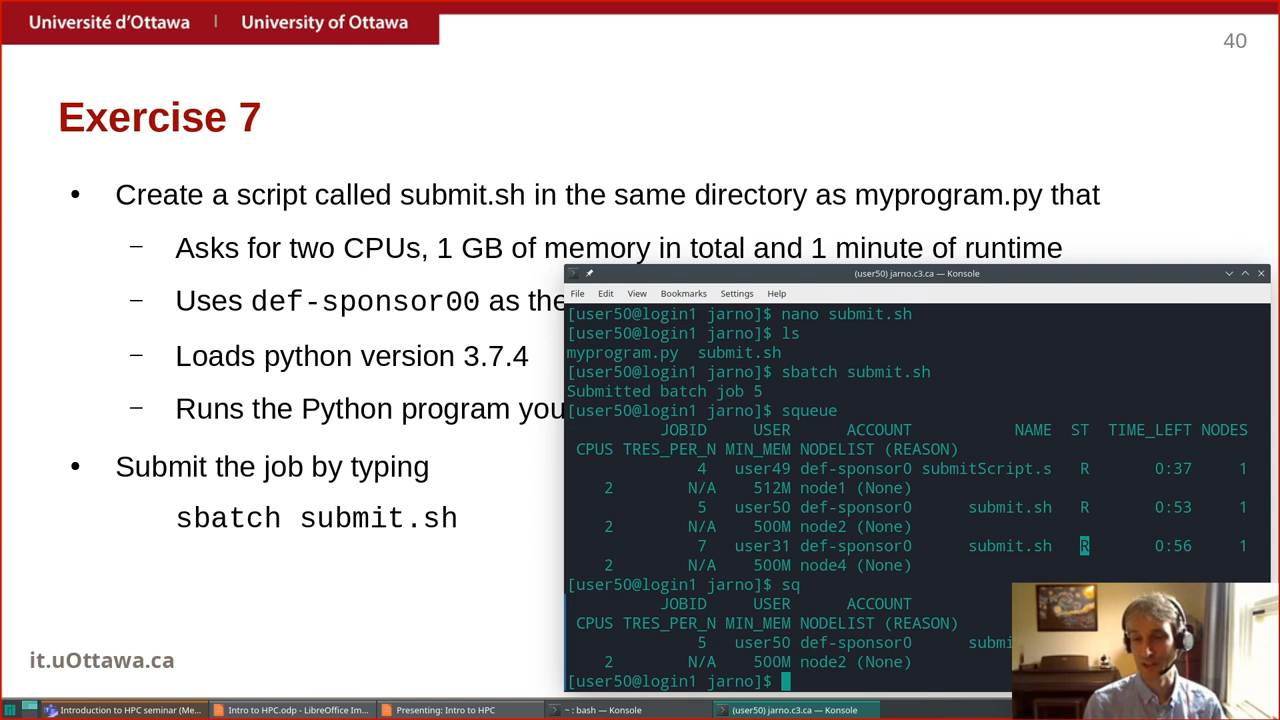 Université d'Ottawa | University of Ottawa
40
Exercise 7
• Create a script called submit.sh in the same directory as myprogram.py that
– Asks for two CPUs, 1 GB of memory in total and 1 minute of runtime
– Uses def-sponsor00 as the
– Loads python version 3.7.4
– Runs the Python program you
• Submit the job by typing
sbatch submit.sh
it.uOttawa.ca
(user50) jarno.c3.ca — Konsole
File Edit View Bookmarks Settings Help
[user50@login1 jarno]$ nano submit.sh
[user50@login1 jarno]$ ls
myprogram.py submit.sh
[user50@login1 jarno]$ sbatch submit.sh
Submitted batch job 5
[user50@login1 jarno]$ squeue
JOBID USER ACCOUNT NAME ST TIME_LEFT NODES
CPUS TRES_PER_N MIN_MEM NODELIST (REASON)
4 user49 def-sponsor0 submitScript.s R 0:37 1
2 N/A 512M node1 (None)
5 user50 def-sponsor0 submit.sh R 0:53 1
2 N/A 500M node2 (None)
7 user31 def-sponsor0 submit.sh R 0:56 1
2 N/A 500M node4 (None)
[user50@login1 jarno]$ sq
JOBID USER ACCOUNT
CPUS TRES_PER_N MIN_MEM NODELIST (REASON)
5 user50 def-sponsor0 submi
2 N/A 500M node2 (None)
[user50@login1 jarno]$
Introduction to HPC seminar (Me... Intro to HPC.odp - LibreOffice Im... Presenting: Intro to HPC ~ : bash — Konsole (user50) jarno.c3.ca — Konsole